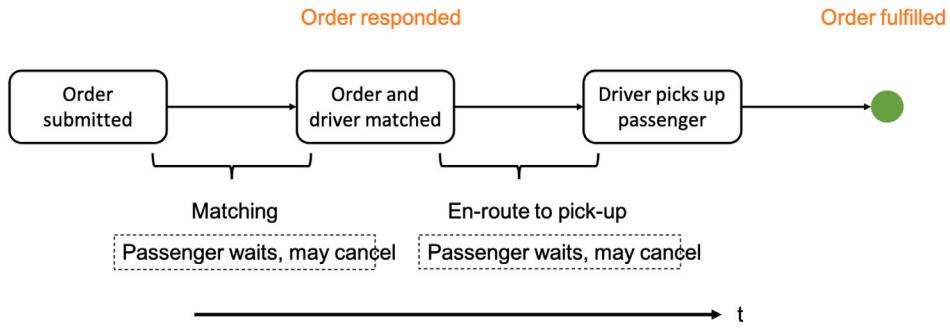 Order responded
Order fulfilled
Order
submitted
Order and
driver matched
Driver picks up
passenger
Matching
En-route to pick-up
Passenger waits, may cancel
Passenger waits, may cancel
t